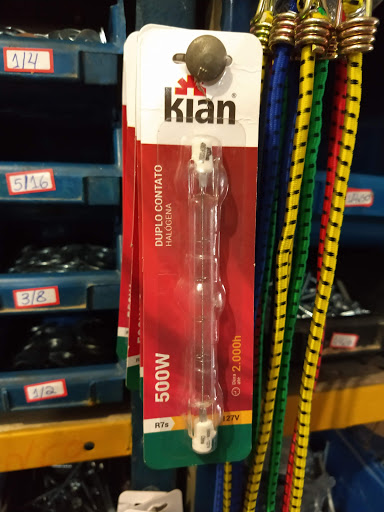 1/4
5/16
3/8
1/2
kian®
DUPLO CONTATO
HALOGENA
500W
2.000h
R7s
127V